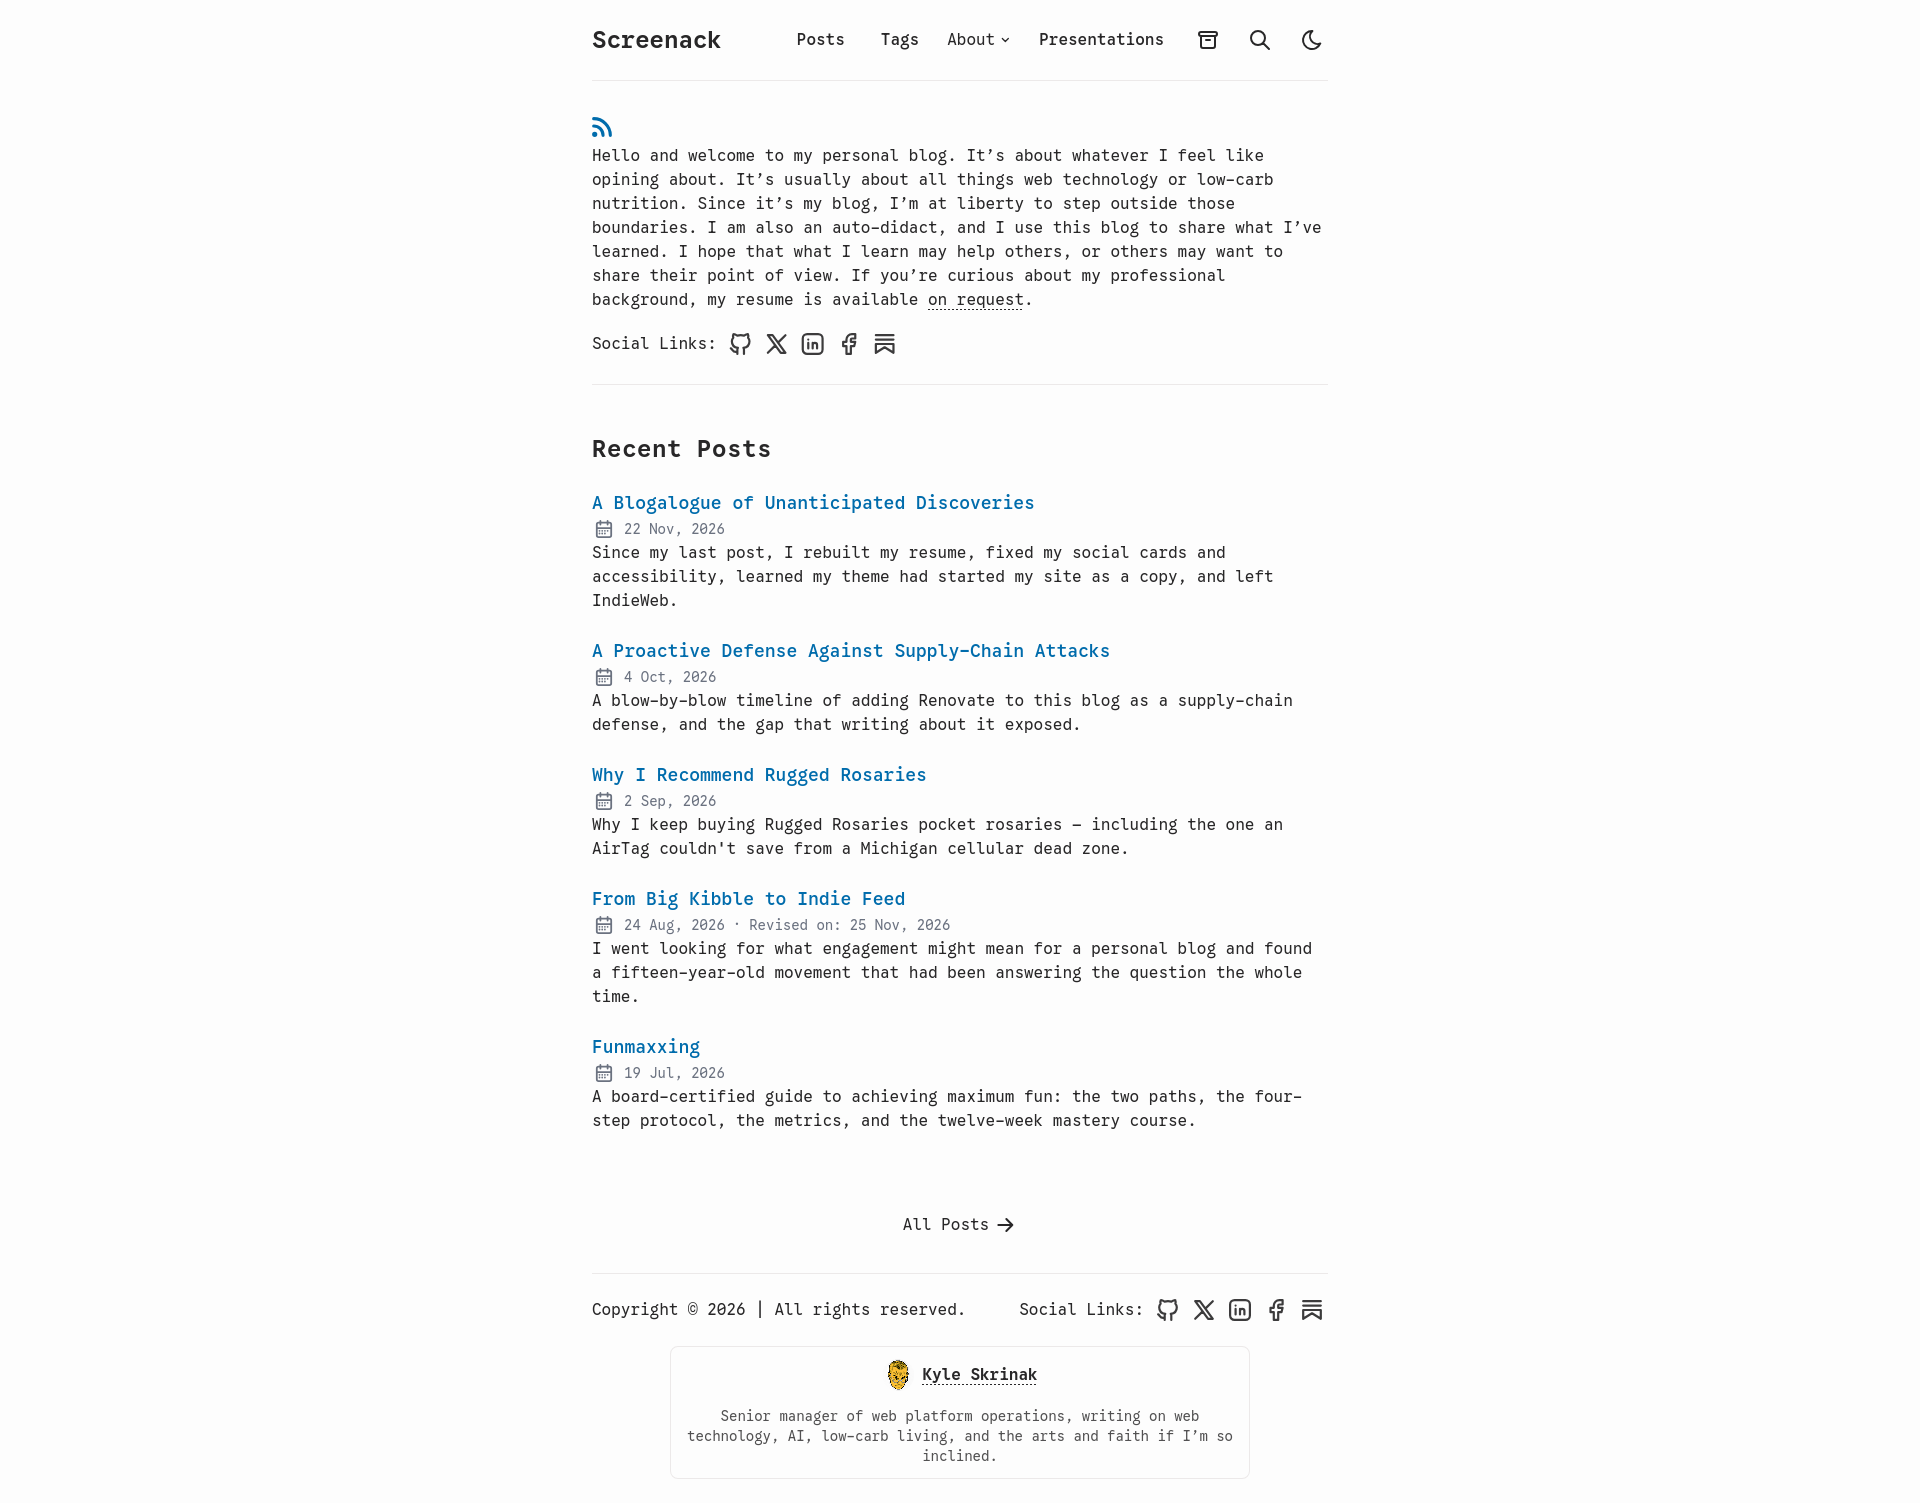 Screenack
Posts
Tags
About
Presentations
Hello and welcome to my personal blog. It’s about whatever I feel like
opining about. It’s usually about all things web technology or low-carb
nutrition. Since it’s my blog, I’m at liberty to step outside those
boundaries. I am also an auto-didact, and I use this blog to share what I’ve
learned. I hope that what I learn may help others, or others may want to
share their point of view. If you’re curious about my professional
background, my resume is available on request.
Social Links:
Recent Posts
A Blogalogue of Unanticipated Discoveries
22 Nov, 2026
Since my last post, I rebuilt my resume, fixed my social cards and
accessibility, learned my theme had started my site as a copy, and left
IndieWeb.
A Proactive Defense Against Supply-Chain Attacks
4 Oct, 2026
A blow-by-blow timeline of adding Renovate to this blog as a supply-chain
defense, and the gap that writing about it exposed.
Why I Recommend Rugged Rosaries
2 Sep, 2026
Why I keep buying Rugged Rosaries pocket rosaries — including the one an
AirTag couldn't save from a Michigan cellular dead zone.
From Big Kibble to Indie Feed
24 Aug, 2026 · Revised on: 25 Nov, 2026
I went looking for what engagement might mean for a personal blog and found
a fifteen-year-old movement that had been answering the question the whole
time.
Funmaxxing
19 Jul, 2026
A board-certified guide to achieving maximum fun: the two paths, the four-
step protocol, the metrics, and the twelve-week mastery course.
All Posts
Copyright © 2026 | All rights reserved.
Social Links:
Kyle Skrinak
Senior manager of web platform operations, writing on web
technology, AI, low-carb living, and the arts and faith if I’m so
inclined.